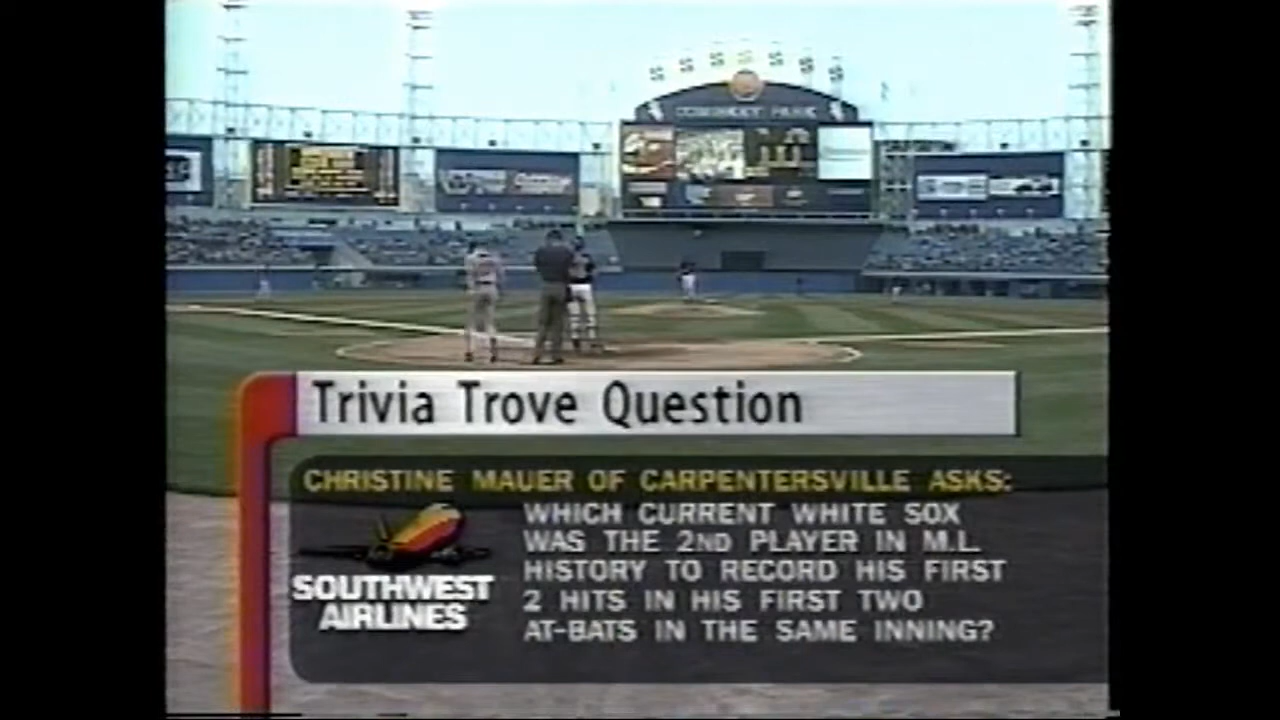 COMISKEY PARK
Trivia Trove Question
CHRISTINE MAUER OF CARPENTERSVILLE ASKS:
SOUTHWEST
AIRLINES
WHICH CURRENT WHITE SOX
WAS THE 2ND PLAYER IN M.L.
HISTORY TO RECORD HIS FIRST
2 HITS IN HIS FIRST TWO
AT-BATS IN THE SAME INNING?